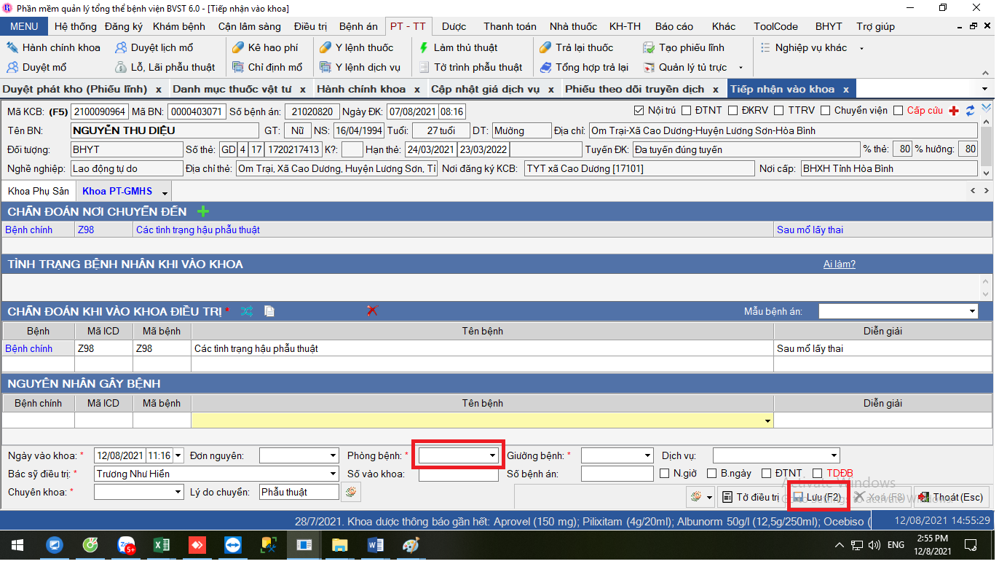 Phần mềm quản lý tổng thể bệnh viện BVST 6.0 - [Tiếp nhận vào khoa]
MENU Hệ thống Đăng ký Khám bệnh Cận lâm sàng Điều trị Bệnh án PT - TT Dược Thanh toán Nhà thuốc KH-TH Báo cáo Khác ToolCode BHYT Trợ giúp
Hành chính khoa Duyệt lịch mổ Kê hao phí Y lệnh thuốc Làm thủ thuật Trả lại thuốc Tạo phiếu lĩnh Nghiệp vụ khác
Duyệt mổ Lỗ, Lãi phẫu thuật Chỉ định mổ Y lệnh dịch vụ Tờ trình phẫu thuật Tổng hợp trả lại Quản lý tủ trực
Duyệt phát kho (Phiếu lĩnh) x Danh mục thuốc vật tư x Hành chính khoa x Cập nhật giá dịch vụ x Phiếu theo dõi truyền dịch x Tiếp nhận vào khoa x
Mã KCB: (F5) 2100090964 Mã BN: 0000403071 Số bệnh án: 21020820 Ngày ĐK: 07/08/2021 08:16 Nội trú ĐTNT ĐKRV TTRV Chuyển viện Cấp cứu
Tên BN: NGUYỄN THU DIỆU GT: Nữ NS: 16/04/1994 Tuổi: 27 tuổi DT: Mường Địa chỉ: Om Trại-Xã Cao Dương-Huyện Lương Sơn-Hòa Bình
Đối tượng: BHYT Số thẻ: GD 4 17 1720217413 K?: Hạn thẻ: 24/03/2021 23/03/2022 Tuyến ĐK: Đa tuyến đúng tuyến % thẻ: 80 % hưởng: 80
Nghề nghiệp: Lao động tự do Địa chỉ thẻ: Om Trại, Xã Cao Dương, Huyện Lương Sơn, Tỉ Nơi đăng ký KCB: TYT xã Cao Dương [17101] Nơi cấp: BHXH Tỉnh Hòa Bình
Khoa Phụ Sản Khoa PT-GMHS
CHẨN ĐOÁN NƠI CHUYỂN ĐẾN
Bệnh chính Z98 Các tình trạng hậu phẫu thuật Sau mổ lấy thai
TÌNH TRẠNG BỆNH NHÂN KHI VÀO KHOA Ai làm?
CHẨN ĐOÁN KHI VÀO KHOA ĐIỀU TRỊ * Mẫu bệnh án:
Bệnh Mã ICD Mã bệnh Tên bệnh Diễn giải
Bệnh chính Z98 Z98 Các tình trạng hậu phẫu thuật Sau mổ lấy thai
NGUYÊN NHÂN GÂY BỆNH
Bệnh chính Mã ICD Mã bệnh Tên bệnh Diễn giải
Ngày vào khoa: * 12/08/2021 11:16 Đơn nguyên: Phòng bệnh: * Giường bệnh: * Dịch vụ:
Bác sỹ điều trị: * Trương Như Hiển Số vào khoa: Số bệnh án: N.giờ B.ngày ĐTNT TDĐB
Activate Windows
Chuyên khoa: * Lý do chuyển: Phẫu thuật
Tờ điều trị Lưu (F2) Xoá (F8) Thoát (Esc)
Go to Settings to activate Windows.
28/7/2021. Khoa dược thông báo gần hết: Aprovel (150 mg); Pilixitam (4g/20ml); Albunorm 50g/l (12,5g/250ml); Ocebiso ( 12/08/2021 14:55:29
5+ ENG 2:55 PM
12/8/2021